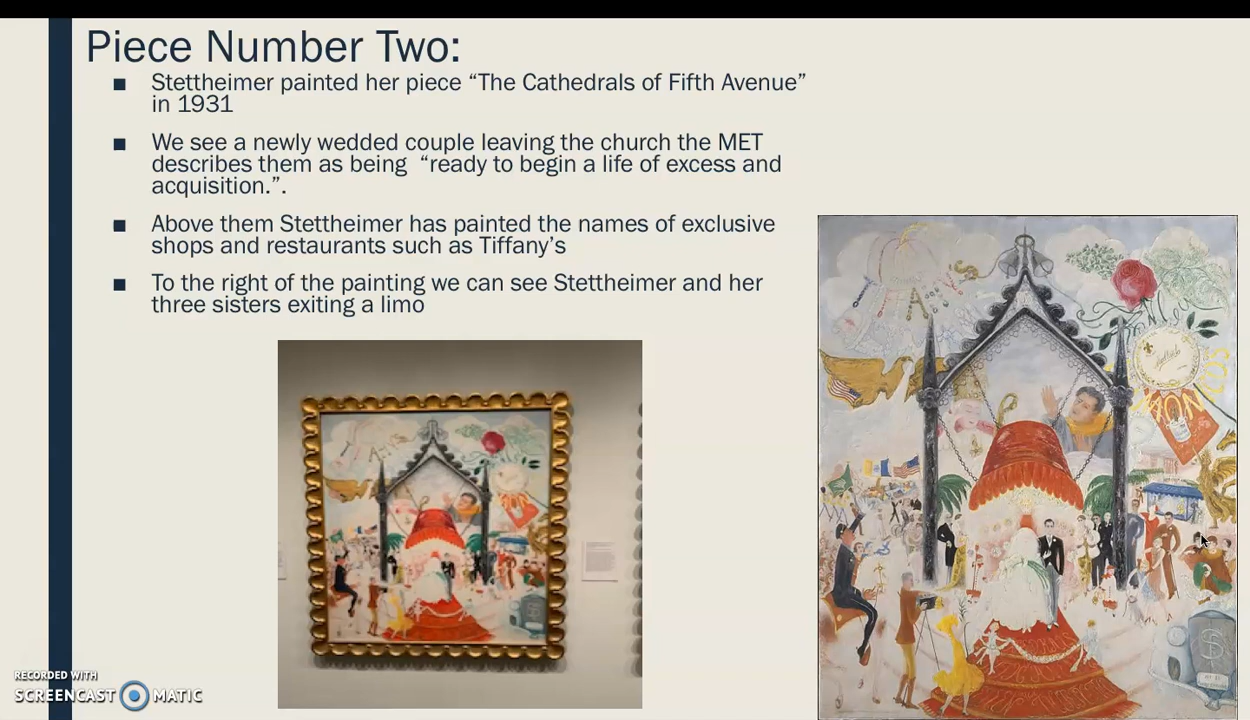 Piece Number Two:
■ Stettheimer painted her piece “The Cathedrals of Fifth Avenue”
in 1931
■ We see a newly wedded couple leaving the church the MET
describes them as being “ready to begin a life of excess and
acquisition.”.
■ Above them Stettheimer has painted the names of exclusive
shops and restaurants such as Tiffany’s
■ To the right of the painting we can see Stettheimer and her
three sisters exiting a limo
RECORDED WITH
SCREENCAST MATIC